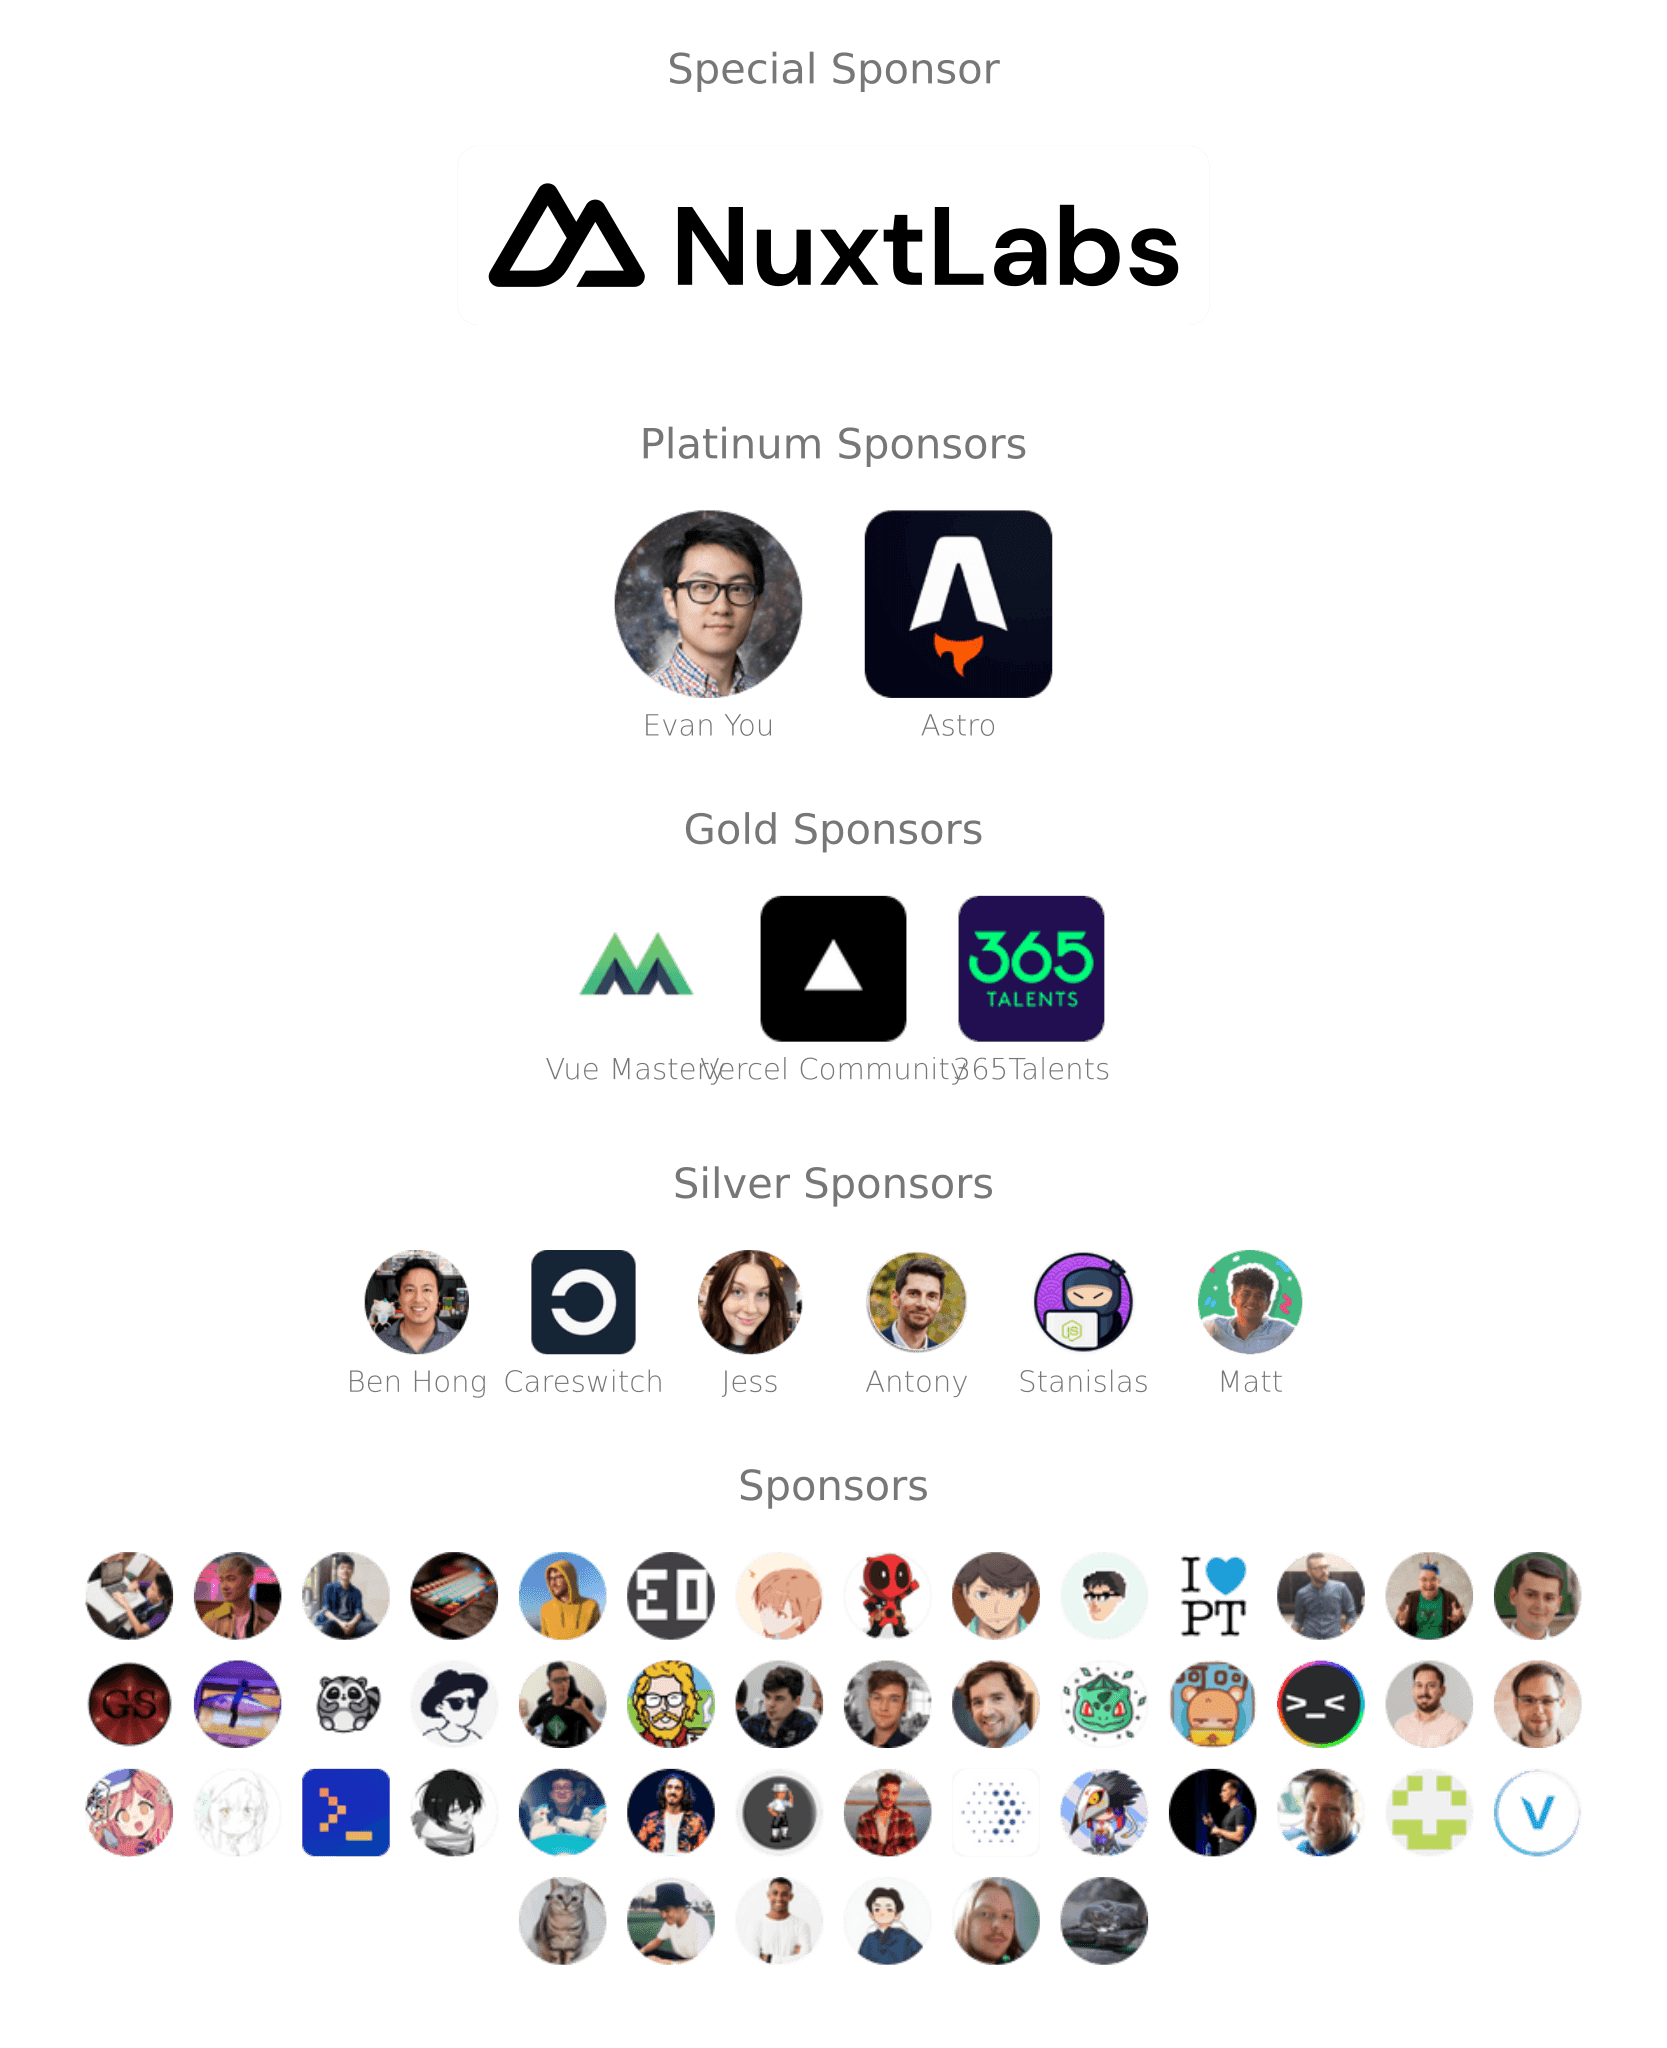 Special Sponsor
NuxtLabs
Platinum Sponsors
Evan You
Astro
Gold Sponsors
365
TALENTS
Vue Mastery
Vercel Community
365Talents
Silver Sponsors
JS
Ben Hong
Careswitch
Jess
Antony
Stanislas
Matt
Sponsors
I
PT
GS
>_<
V